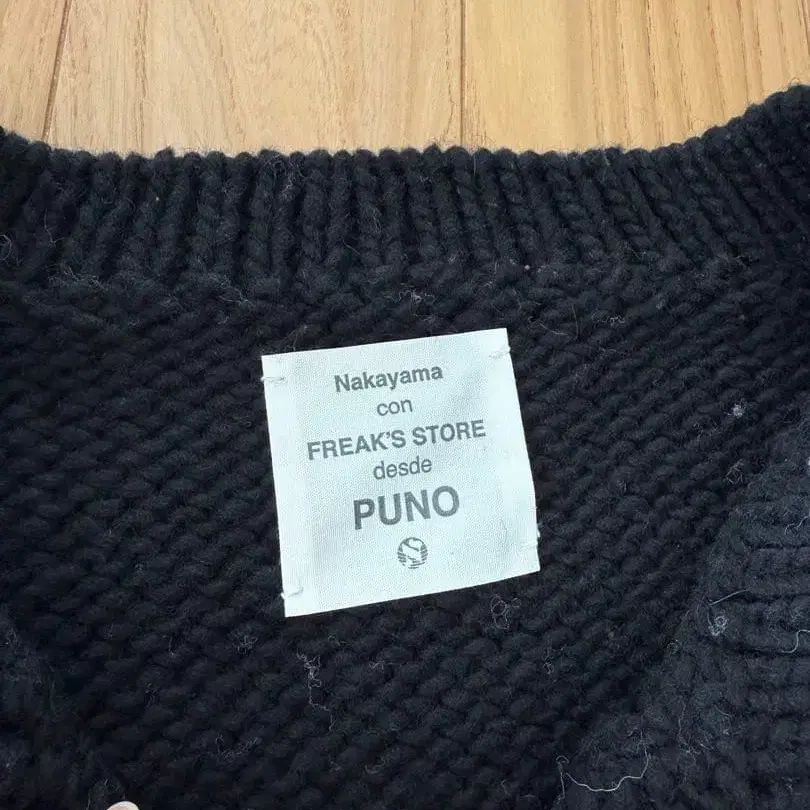 Nakayama
con
FREAK'S STORE
desde
PUNO